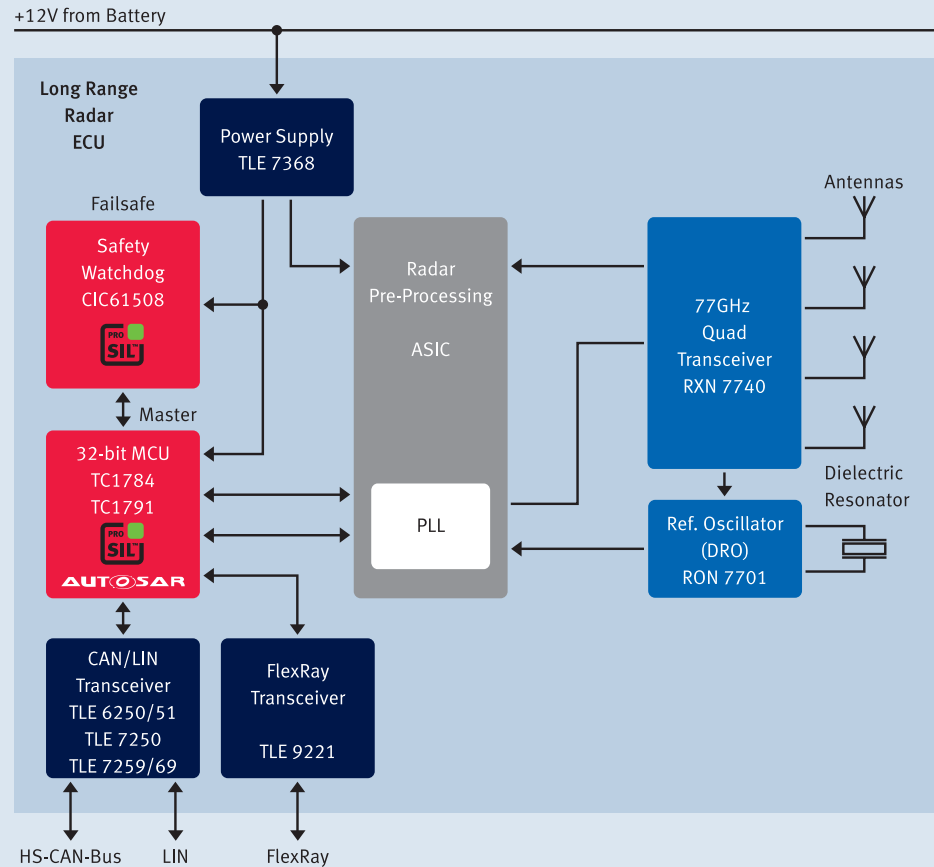 +12V from Battery
Long Range
Radar
ECU
Power Supply
TLE 7368
Failsafe
Safety
Watchdog
CIC61508
PRO
SIL™
Master
32-bit MCU
TC1784
TC1791
PRO
SIL™
AUTOSAR
Radar
Pre-Processing
ASIC
PLL
77GHz
Quad
Transceiver
RXN 7740
Antennas
Dielectric
Resonator
Ref. Oscillator
(DRO)
RON 7701
CAN/LIN
Transceiver
TLE 6250/51
TLE 7250
TLE 7259/69
FlexRay
Transceiver
TLE 9221
HS-CAN-Bus
LIN
FlexRay